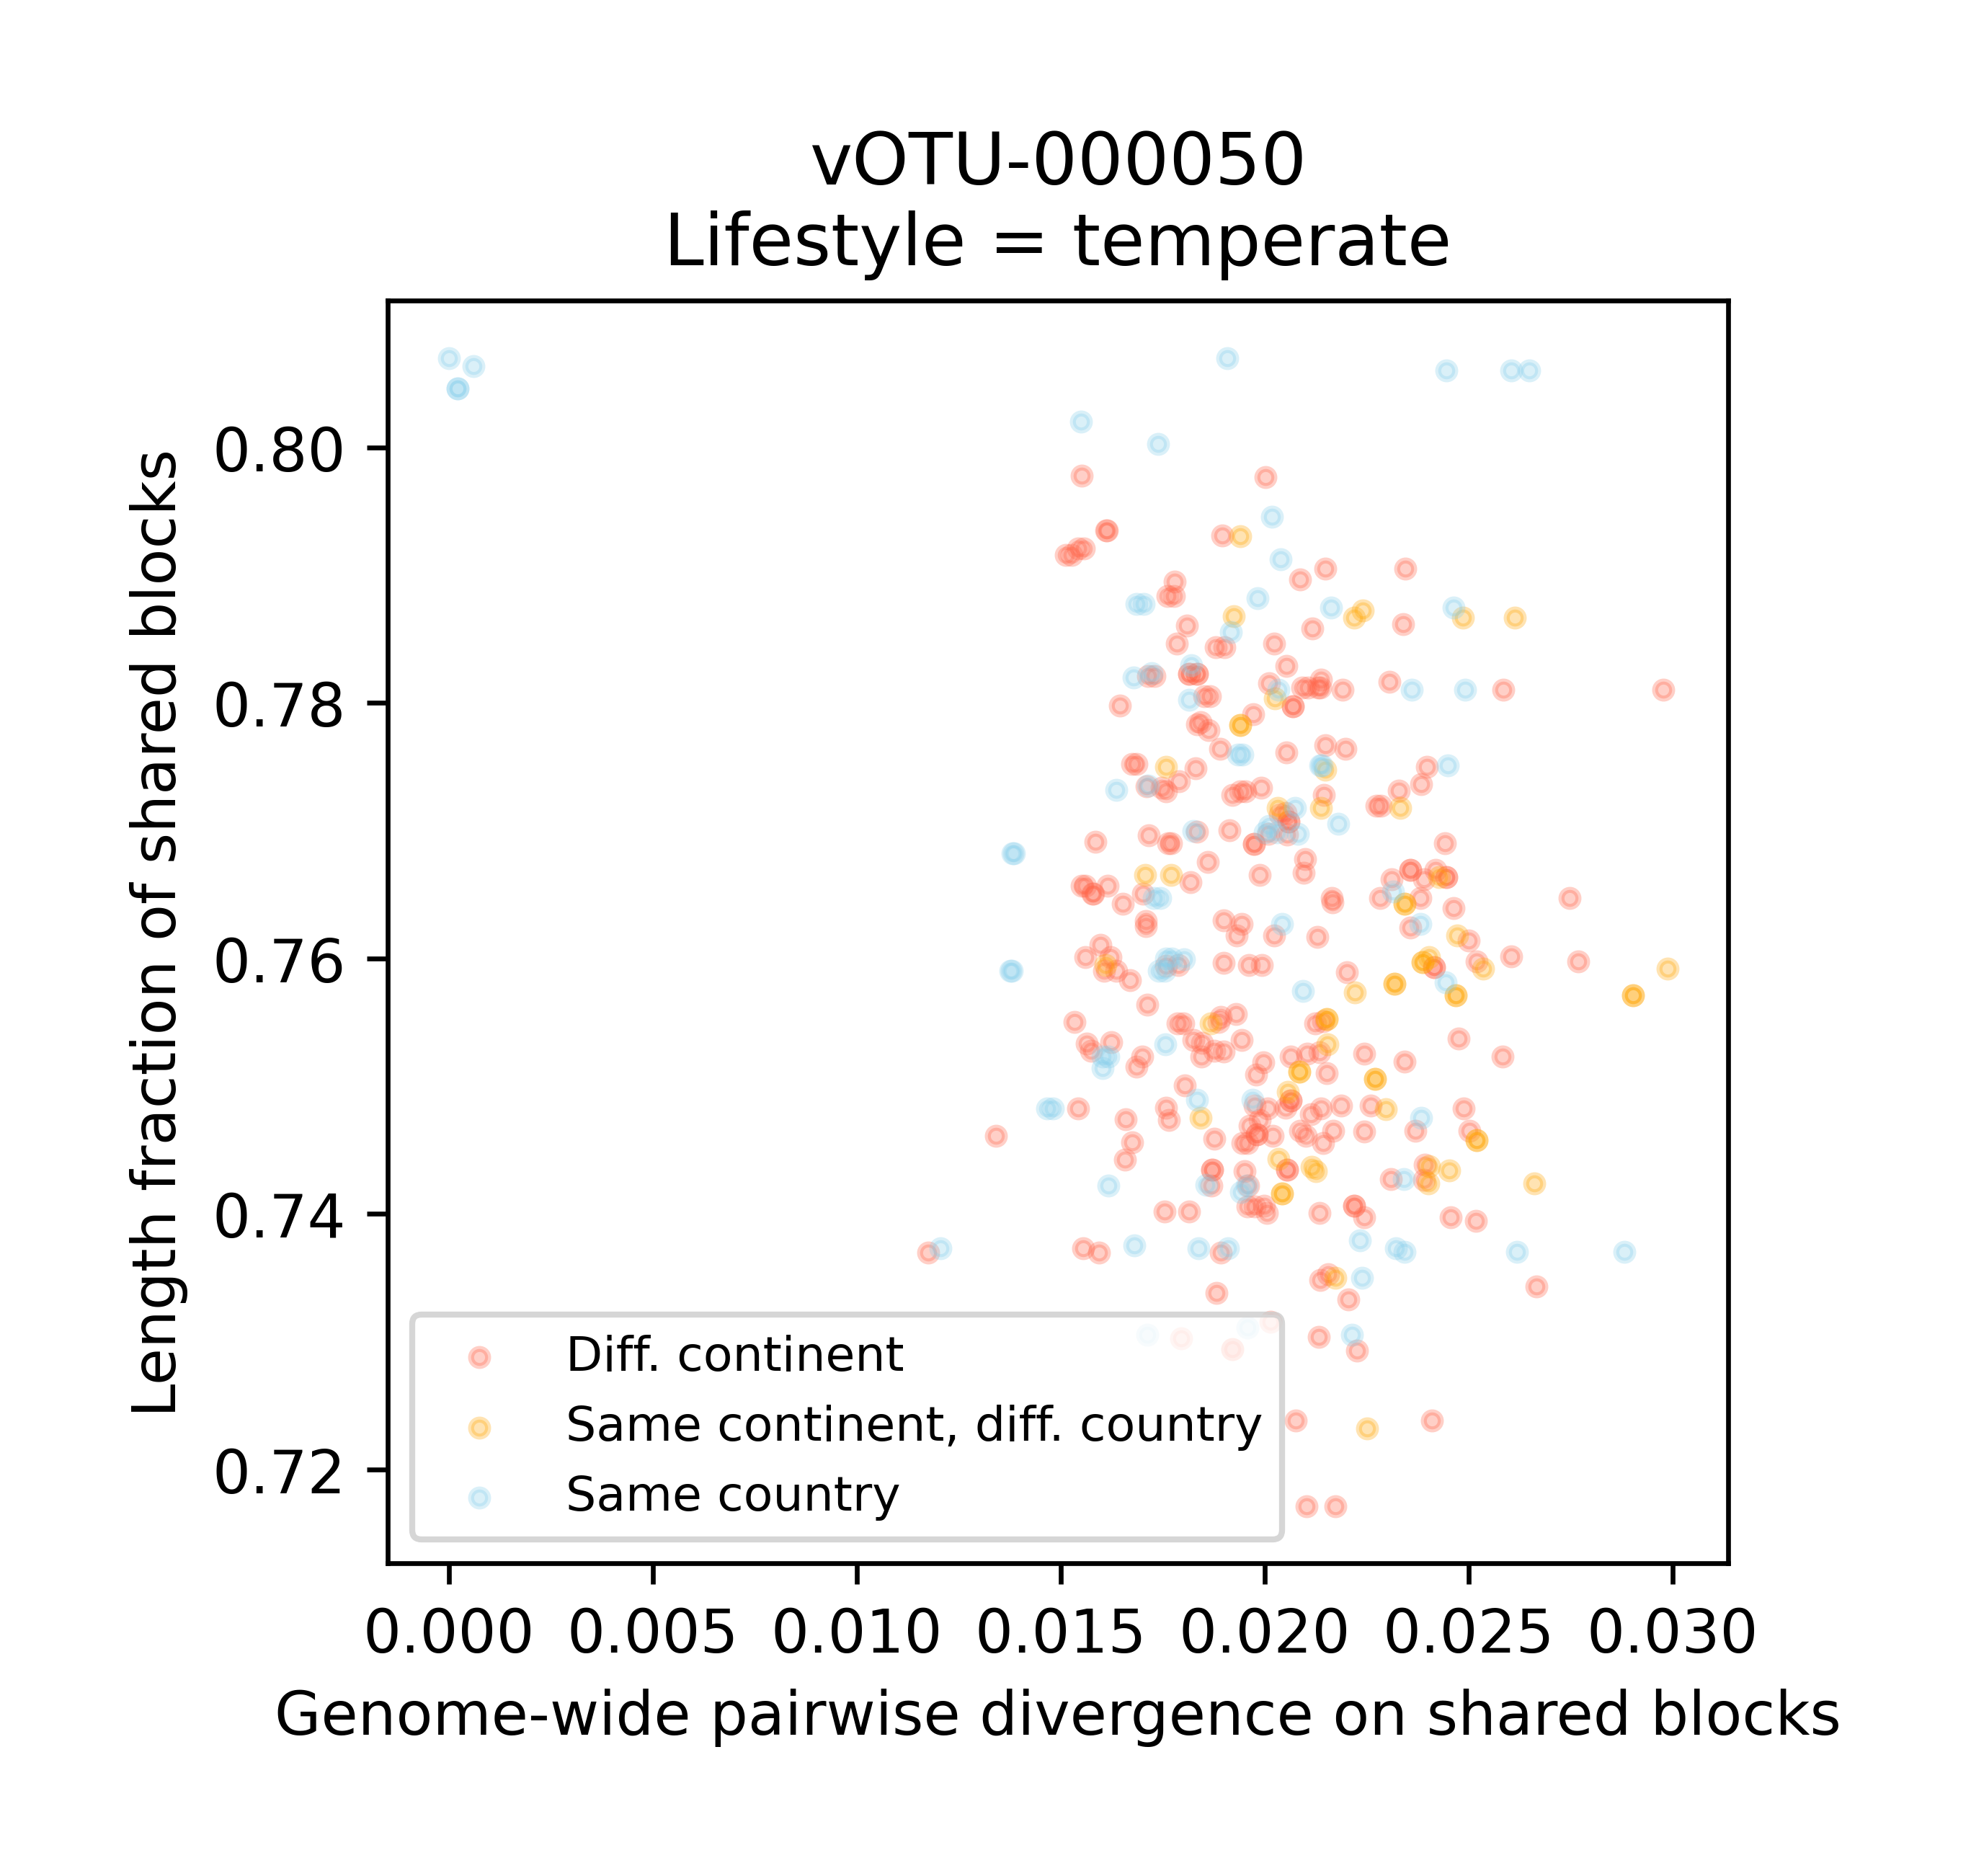 vOTU-000050
Lifestyle = temperate
Length fraction of shared blocks
0.80
0.78
0.76
0.74
0.72
Diff. continent
Same continent, diff. country
Same country
0.000 0.005 0.010 0.015 0.020 0.025 0.030
Genome-wide pairwise divergence on shared blocks